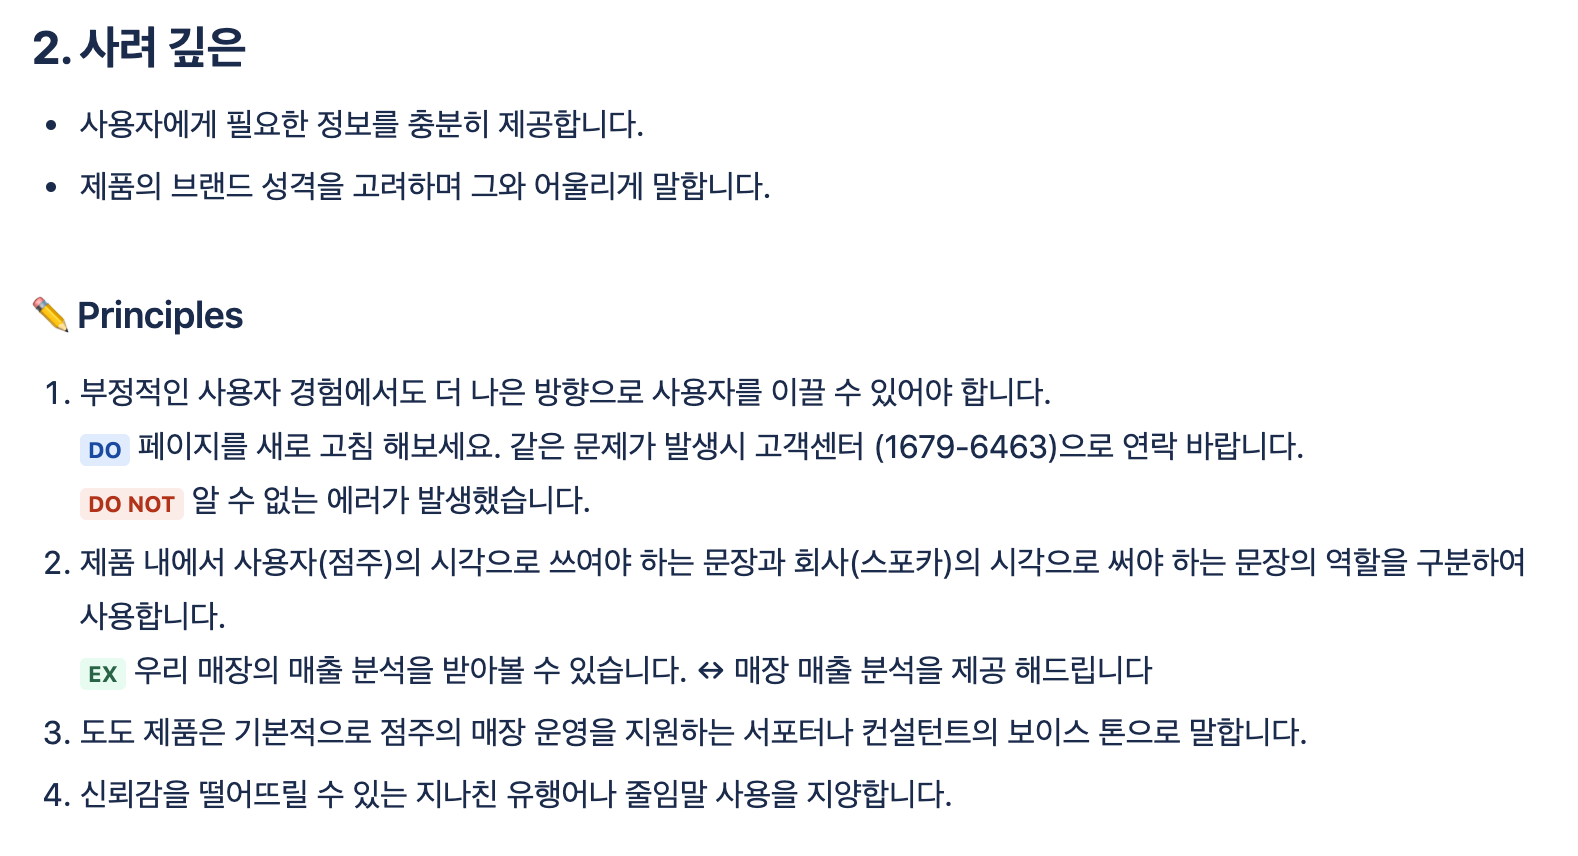 2. 사려 깊은
• 사용자에게 필요한 정보를 충분히 제공합니다.
• 제품의 브랜드 성격을 고려하며 그와 어울리게 말합니다.
✏️ Principles
1. 부정적인 사용자 경험에서도 더 나은 방향으로 사용자를 이끌 수 있어야 합니다.
DO 페이지를 새로 고침 해보세요. 같은 문제가 발생시 고객센터 (1679-6463)으로 연락 바랍니다.
DO NOT 알 수 없는 에러가 발생했습니다.
2. 제품 내에서 사용자(점주)의 시각으로 쓰여야 하는 문장과 회사(스포카)의 시각으로 써야 하는 문장의 역할을 구분하여
사용합니다.
EX 우리 매장의 매출 분석을 받아볼 수 있습니다. ↔ 매장 매출 분석을 제공 해드립니다
3. 도도 제품은 기본적으로 점주의 매장 운영을 지원하는 서포터나 컨설턴트의 보이스 톤으로 말합니다.
4. 신뢰감을 떨어뜨릴 수 있는 지나친 유행어나 줄임말 사용을 지양합니다.